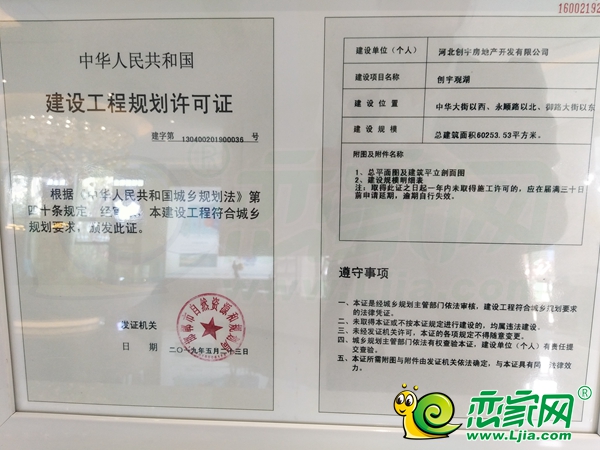 16002192
中华人民共和国
建设工程规划许可证
建字第 130400201900036 号
根据《中华人民共和国城乡规划法》第
四十条规定,经审 本建设工程符合城乡
规划要求,颁发此证。
发证机关
日期 二〇一九年五月二十三日
市自然资源和规划局
建设单位(个人) 河北创宇房地产开发有限公司
建设项目名称 创宇观湖
建设位置 中华大街以西、永顺路以北、御路大街以东
建设规模 总建筑面积60253.53平方米。
附图及附件名称
1、总平面图及建筑平立剖面图
2、建设规模明细表
注:取得此证之日起一年内未取得施工许可的,应在届满三十日
前申请延期,逾期自行失效。
遵守事项
一、本证是经城乡规划主管部门依法审核,建设工程符合城乡规划要求
的法律凭证。
二、未取得本证或不按本证规定进行建设的,均属违法建设。
三、未经发证机关许可,本证的各项规定不得随意变更。
四、城乡规划主管部门依法有权查验本证,建设单位(个人)有责任提
交查验。
五、本证所需附图与附件由发证机关依法确定,与本证具有同 法律效
力。
恋家网®
www.Ljia.com